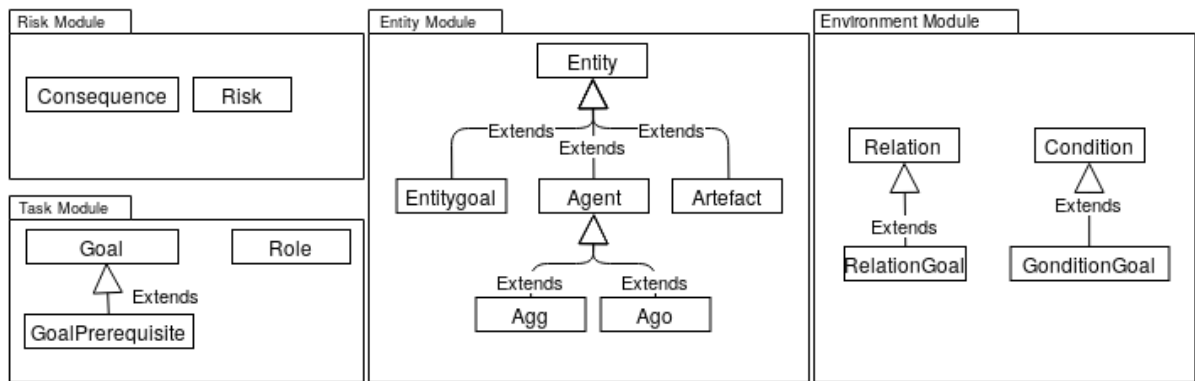 Risk Module
Consequence
Risk
Task Module
Goal
Role
Extends
GoalPrerequisite
Entity Module
Entity
Extends
Extends
Extends
Entitygoal
Agent
Artefact
Extends
Extends
Agg
Ago
Environment Module
Relation
Condition
Extends
Extends
RelationGoal
GonditionGoal